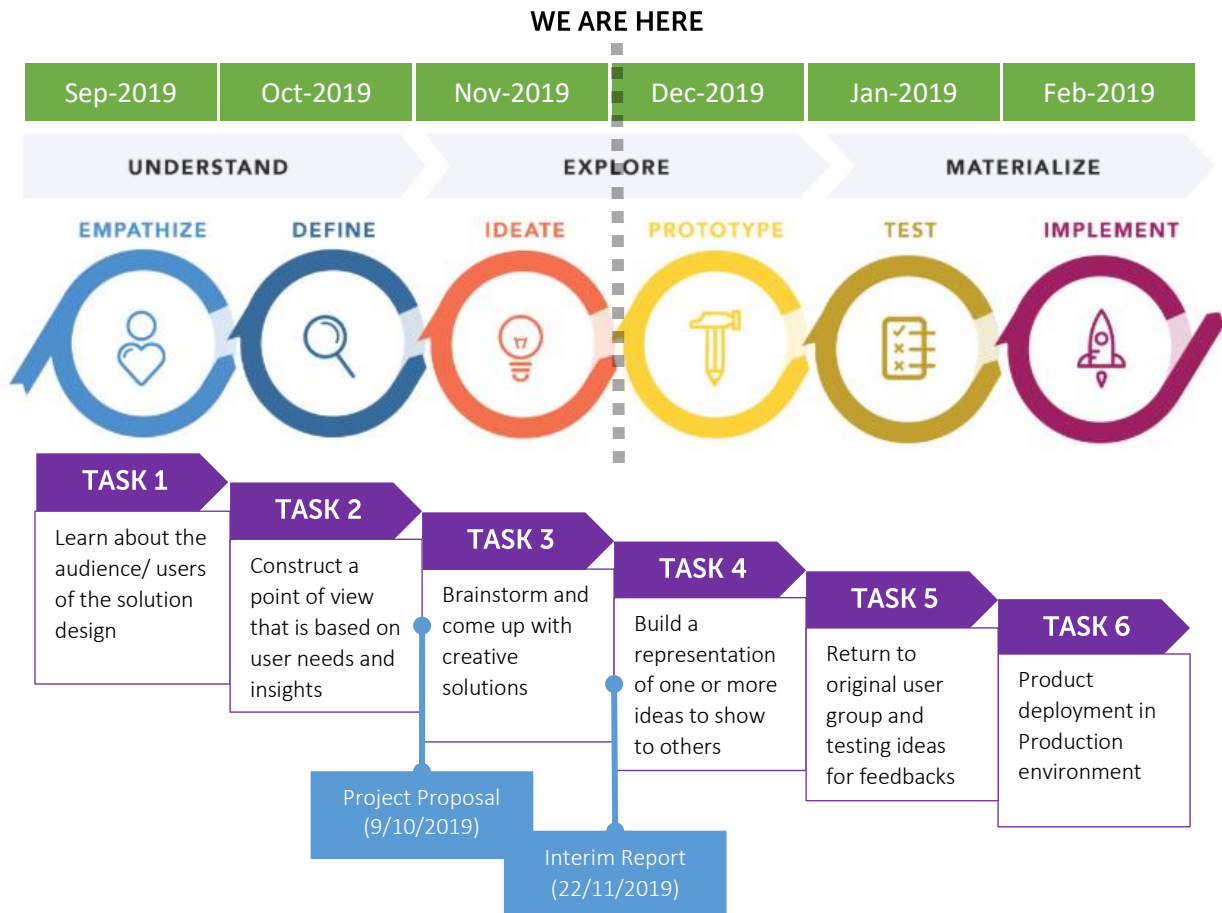 WE ARE HERE
Sep-2019
Oct-2019
Nov-2019
Dec-2019
Jan-2019
Feb-2019
UNDERSTAND
EXPLORE
MATERIALIZE
EMPATHIZE
DEFINE
IDEATE
PROTOTYPE
TEST
IMPLEMENT
TASK 1
Learn about the
audience/ users
of the solution
design
TASK 2
Construct a
point of view
that is based on
user needs and
insights
TASK 3
Brainstorm and
come up with
creative
solutions
TASK 4
Build a
representation
of one or more
ideas to show
to others
TASK 5
Return to
original user
group and
testing ideas
for feedbacks
TASK 6
Product
deployment in
Production
environment
Project Proposal
(9/10/2019)
Interim Report
(22/11/2019)